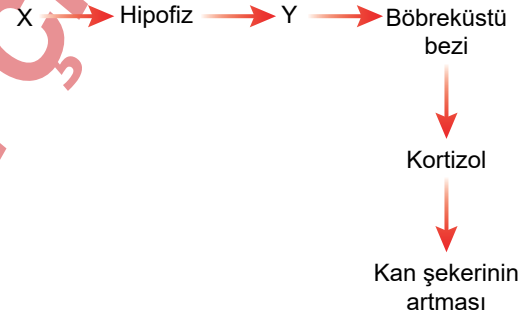 X Hipofiz Y Böbreküstü
bezi
Kortizol
Kan şekerinin
artması